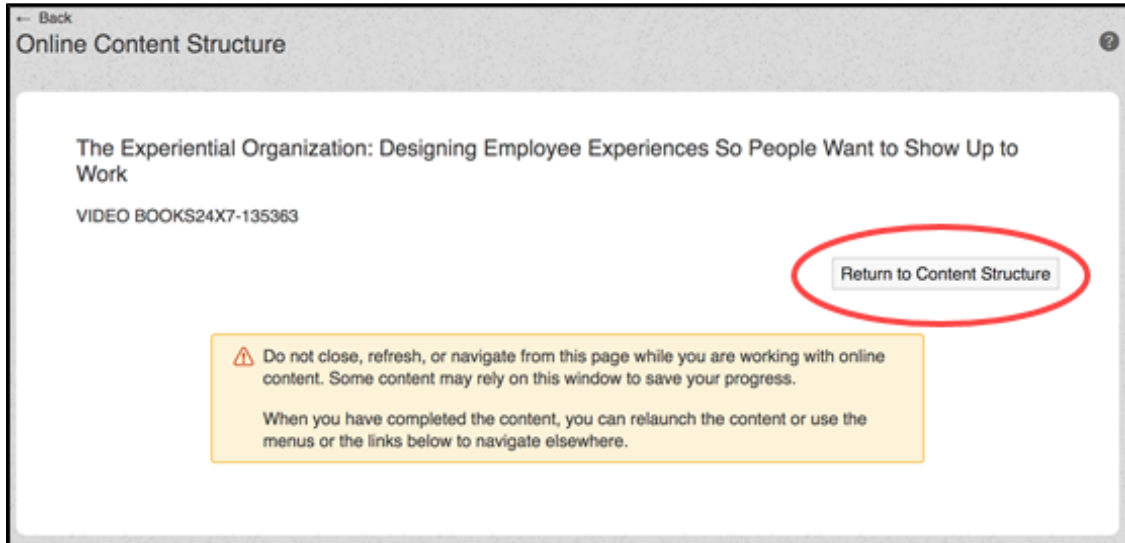 ← Back
Online Content Structure
?
The Experiential Organization: Designing Employee Experiences So People Want to Show Up to
Work
VIDEO BOOKS24X7-135363
Return to Content Structure
Do not close, refresh, or navigate from this page while you are working with online
content. Some content may rely on this window to save your progress.
When you have completed the content, you can relaunch the content or use the
menus or the links below to navigate elsewhere.